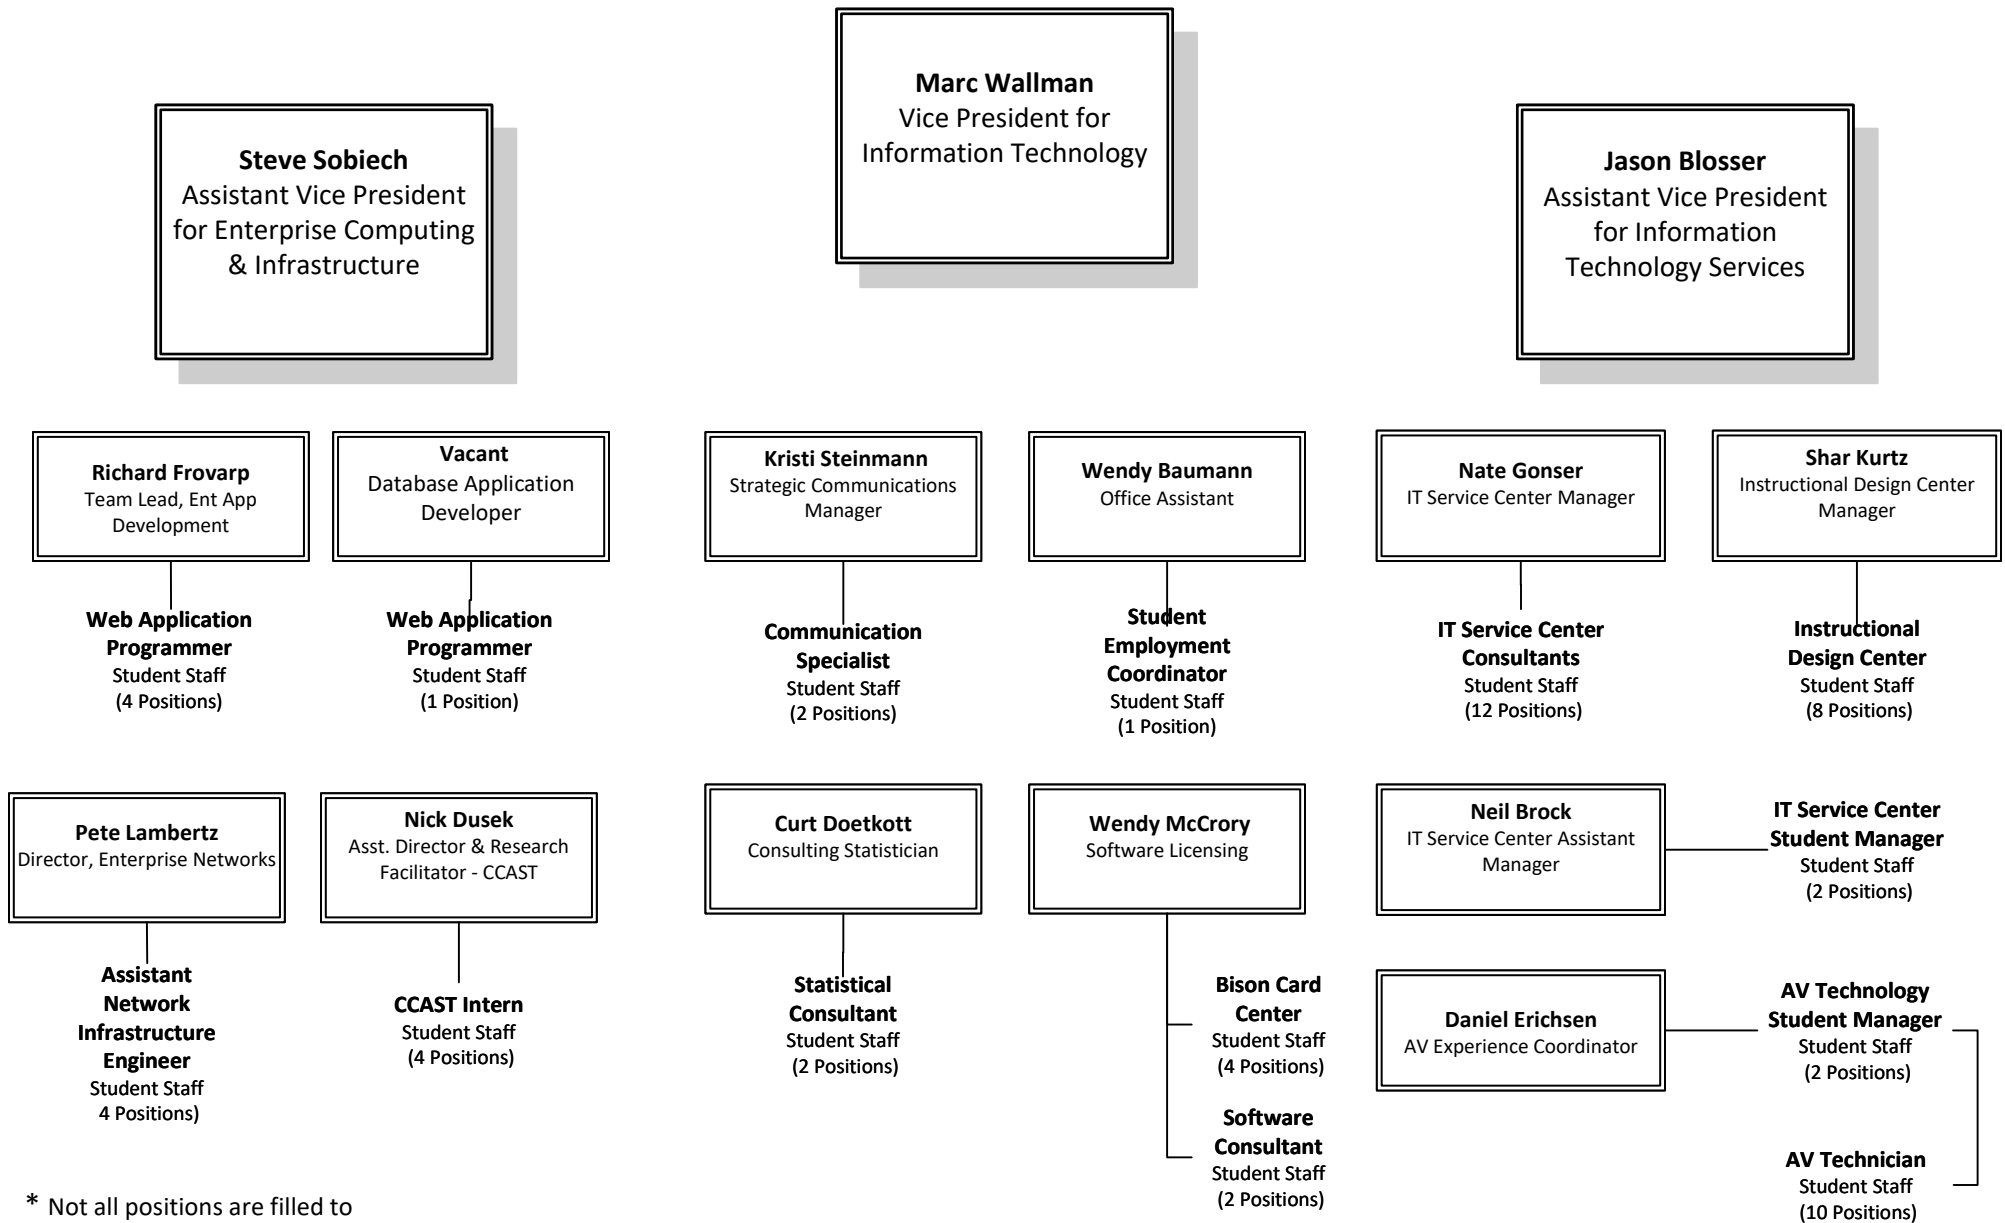 Marc Wallman
Vice President for
Information Technology
Steve Sobiech
Assistant Vice President
for Enterprise Computing
& Infrastructure
Jason Blosser
Assistant Vice President
for Information
Technology Services
Richard Frovarp
Team Lead, Ent App
Development
Web Application
Programmer
Student Staff
(4 Positions)
Vacant
Database Application
Developer
Web Application
Programmer
Student Staff
(1 Position)
Kristi Steinmann
Strategic Communications
Manager
Communication
Specialist
Student Staff
(2 Positions)
Wendy Baumann
Office Assistant
Student
Employment
Coordinator
Student Staff
(1 Position)
Nate Gonser
IT Service Center Manager
IT Service Center
Consultants
Student Staff
(12 Positions)
Shar Kurtz
Instructional Design Center
Manager
Instructional
Design Center
Student Staff
(8 Positions)
Pete Lambertz
Director, Enterprise Networks
Assistant
Network
Infrastructure
Engineer
Student Staff
4 Positions)
Nick Dusek
Asst. Director & Research
Facilitator - CCAST
CCAST Intern
Student Staff
(4 Positions)
Curt Doetkott
Consulting Statistician
Statistical
Consultant
Student Staff
(2 Positions)
Wendy McCrory
Software Licensing
Bison Card
Center
Student Staff
(4 Positions)
Software
Consultant
Student Staff
(2 Positions)
Neil Brock
IT Service Center Assistant
Manager
IT Service Center
Student Manager
Student Staff
(2 Positions)
Daniel Erichsen
AV Experience Coordinator
AV Technology
Student Manager
Student Staff
(2 Positions)
AV Technician
Student Staff
(10 Positions)
* Not all positions are filled to